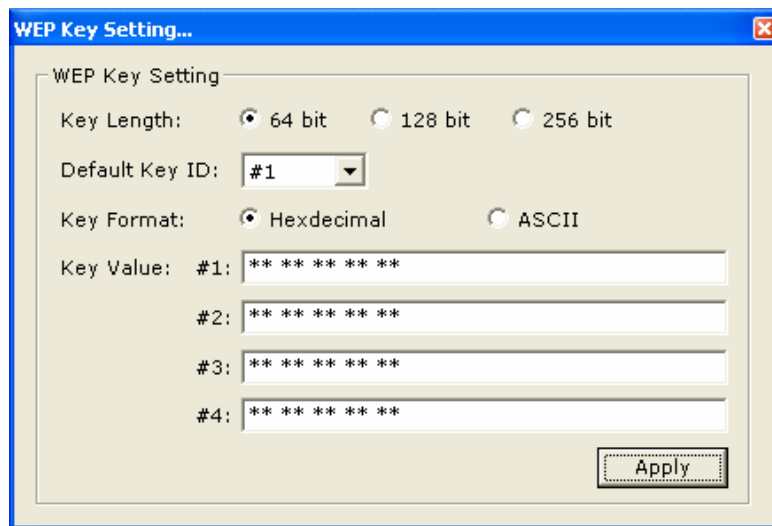 WEP Key Setting...
WEP Key Setting
Key Length: 64 bit 128 bit 256 bit
Default Key ID: #1
Key Format: Hexdecimal ASCII
Key Value: #1: ** ** ** ** **
#2: ** ** ** ** **
#3: ** ** ** ** **
#4: ** ** ** ** **
Apply